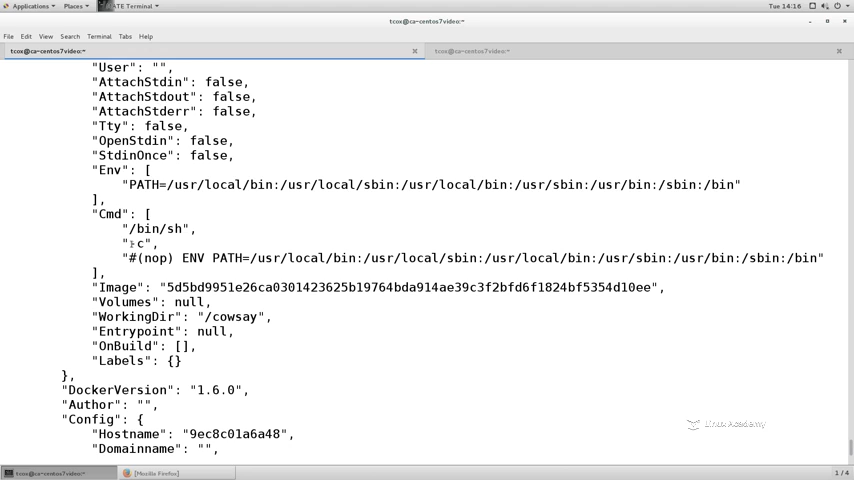 Applications Places MATE Terminal Tue 14:16
tcox@ca-centos7video:~
File Edit View Search Terminal Tabs Help
tcox@ca-centos7video:~ tcox@ca-centos7video:~
"User": "",
"AttachStdin": false,
"AttachStdout": false,
"AttachStderr": false,
"Tty": false,
"OpenStdin": false,
"StdinOnce": false,
"Env": [
"PATH=/usr/local/bin:/usr/local/sbin:/usr/local/bin:/usr/sbin:/usr/bin:/sbin:/bin"
],
"Cmd": [
"/bin/sh",
"-c",
"#(nop) ENV PATH=/usr/local/bin:/usr/local/sbin:/usr/local/bin:/usr/sbin:/usr/bin:/sbin:/bin"
],
"Image": "5d5bd9951e26ca0301423625b19764bda914ae39c3f2bfd6f1824bf5354d10ee",
"Volumes": null,
"WorkingDir": "/cowsay",
"Entrypoint": null,
"OnBuild": [],
"Labels": {}
},
"DockerVersion": "1.6.0",
"Author": "",
"Config": {
"Hostname": "9ec8c01a6a48",
"Domainname": "",
Linux Academy
tcox@ca-centos7video:~ [Mozilla Firefox] 1 / 4